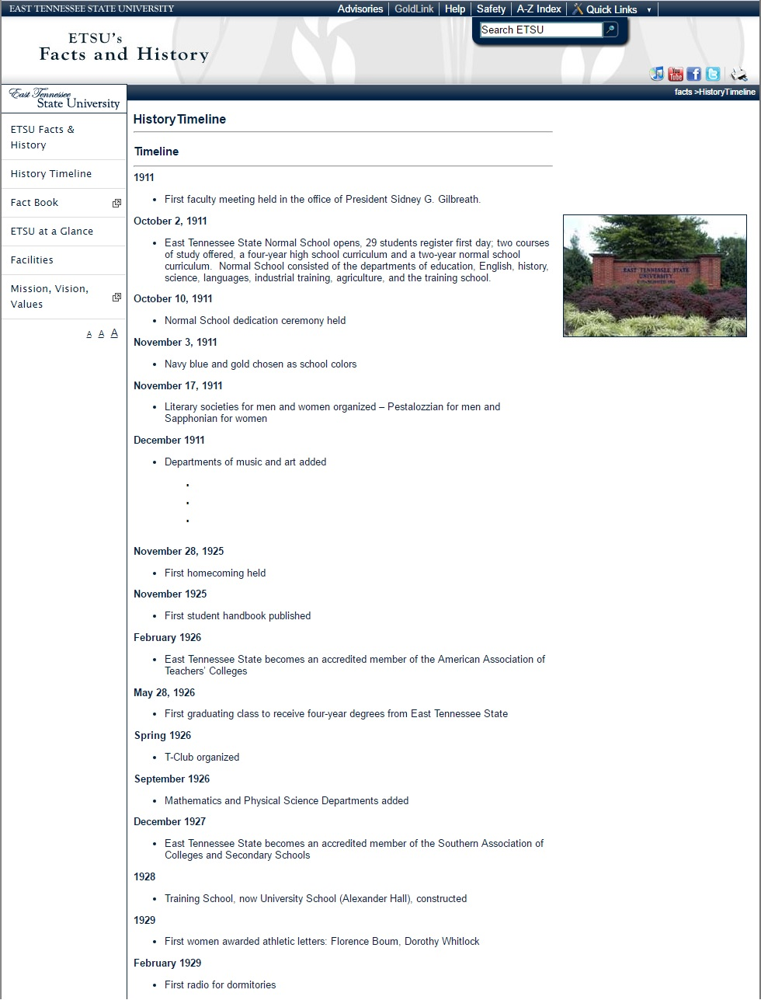 EAST TENNESSEE STATE UNIVERSITY
Advisories GoldLink Help Safety A-Z Index Quick Links ▼
Search ETSU
ETSU's
Facts and History
East Tennessee
State University
facts >HistoryTimeline
ETSU Facts &
History
History Timeline
Fact Book
ETSU at a Glance
Facilities
Mission, Vision,
Values
A A A
HistoryTimeline
Timeline
1911
• First faculty meeting held in the office of President Sidney G. Gilbreath.
October 2, 1911
• East Tennessee State Normal School opens, 29 students register first day; two courses
of study offered, a four-year high school curriculum and a two-year normal school
curriculum.  Normal School consisted of the departments of education, English, history,
science, languages, industrial training, agriculture, and the training school.
October 10, 1911
• Normal School dedication ceremony held
November 3, 1911
• Navy blue and gold chosen as school colors
November 17, 1911
• Literary societies for men and women organized – Pestalozzian for men and
Sapphonian for women
December 1911
• Departments of music and art added
.
.
.
November 28, 1925
• First homecoming held
November 1925
• First student handbook published
February 1926
• East Tennessee State becomes an accredited member of the American Association of
Teachers' Colleges
May 28, 1926
• First graduating class to receive four-year degrees from East Tennessee State
Spring 1926
• T-Club organized
September 1926
• Mathematics and Physical Science Departments added
December 1927
• East Tennessee State becomes an accredited member of the Southern Association of
Colleges and Secondary Schools
1928
• Training School, now University School (Alexander Hall), constructed
1929
• First women awarded athletic letters: Florence Boum, Dorothy Whitlock
February 1929
• First radio for dormitories
EAST TENNESSEE STATE
UNIVERSITY
You
Tube
f
t